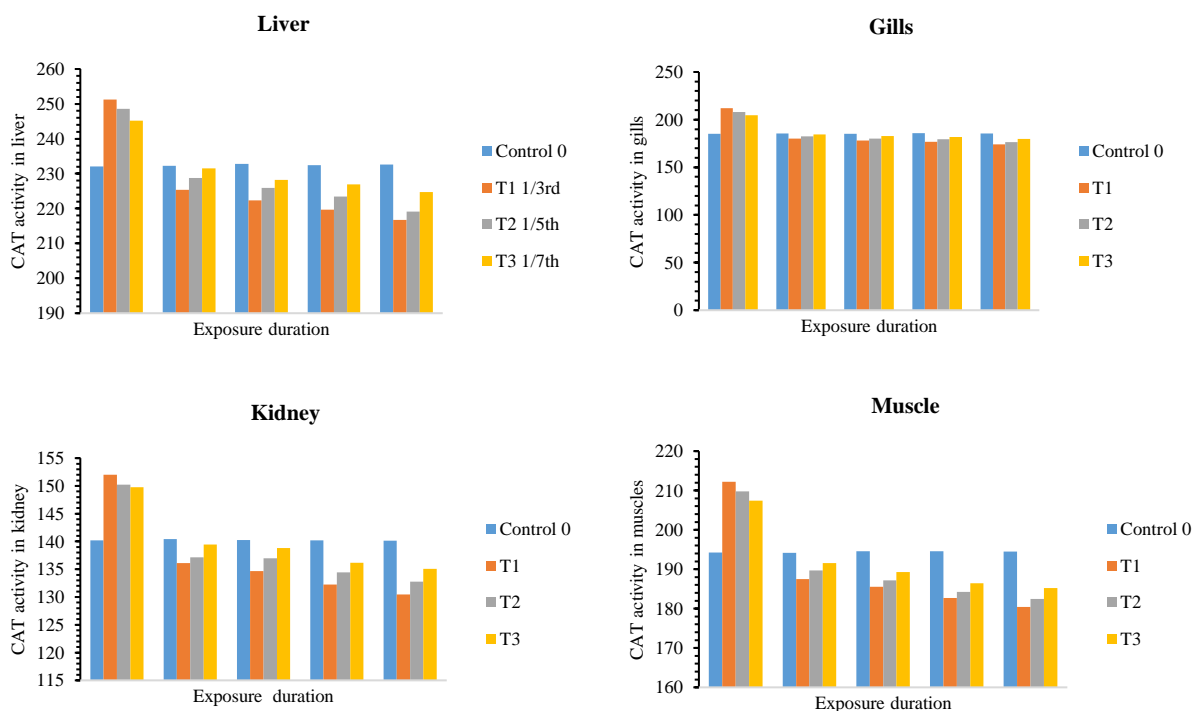 Liver
CAT activity in liver
260
250
240
230
220
210
200
190
Exposure duration
Control 0
T1 1/3rd
T2 1/5th
T3 1/7th
Gills
CAT activity in gills
250
200
150
100
50
0
Exposure duration
Control 0
T1
T2
T3
Kidney
CAT activity in kidney
155
150
145
140
135
130
125
120
115
Exposure duration
Control 0
T1
T2
T3
Muscle
CAT activity in muscles
220
210
200
190
180
170
160
Exposure duration
Control 0
T1
T2
T3